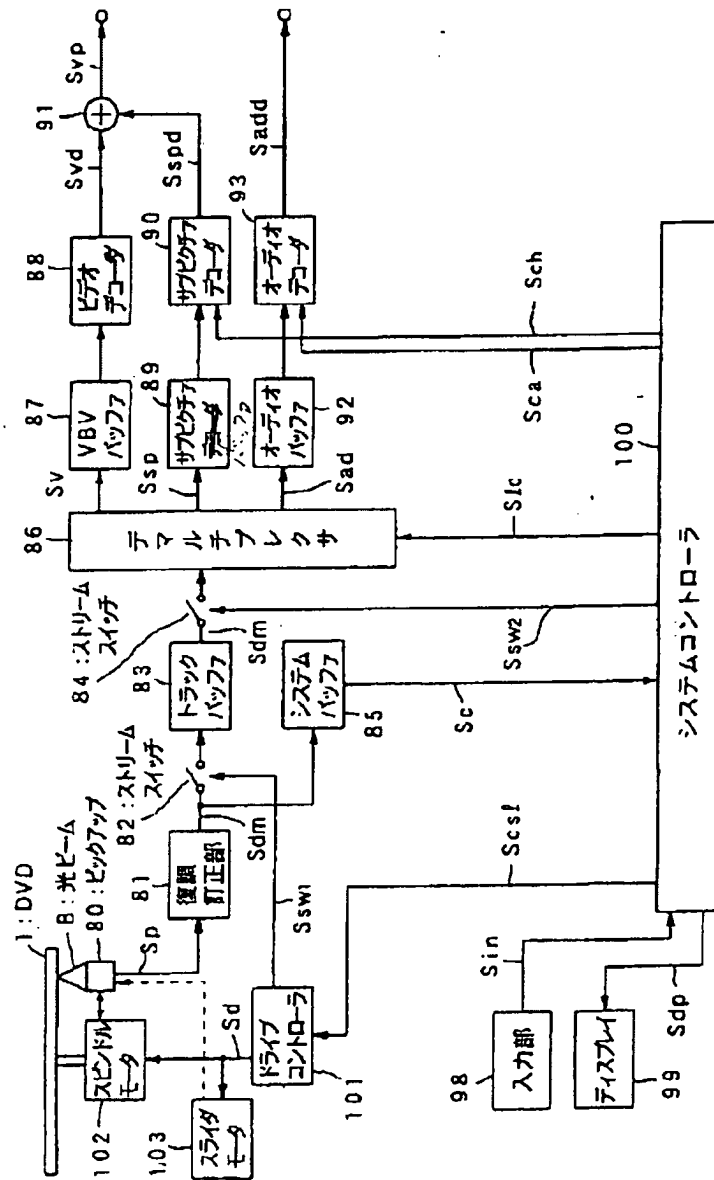 1:DVD
B:光ビーム
80:ピックアップ
スピンドル
モータ
102
Sp
81
復調
訂正部
Sdm
82:ストリーム
スイッチ
83
トラック
バッファ
Sdm
84:ストリーム
スイッチ
86
デマルチプレクサ
Sv
87
VBV
バッファ
88
ビデオ
デコーダ
Svd
91
Svp
Ssp
89
サブピクチァ
バッファ
90
サブピクチァ
デコーダ
Sspd
Sad
92
オーディオ
バッファ
93
オーディオ
デコーダ
Sadd
103
スライダ
モータ
Sd
ドライブ
コントローラ
101
Ssw1
システム
バッファ
85
Sc
Ssw2
Slc
Sca
Sch
Scsl
98
入力部
Sin
ディスプレイ
99
Sdp
100
システムコントローラ